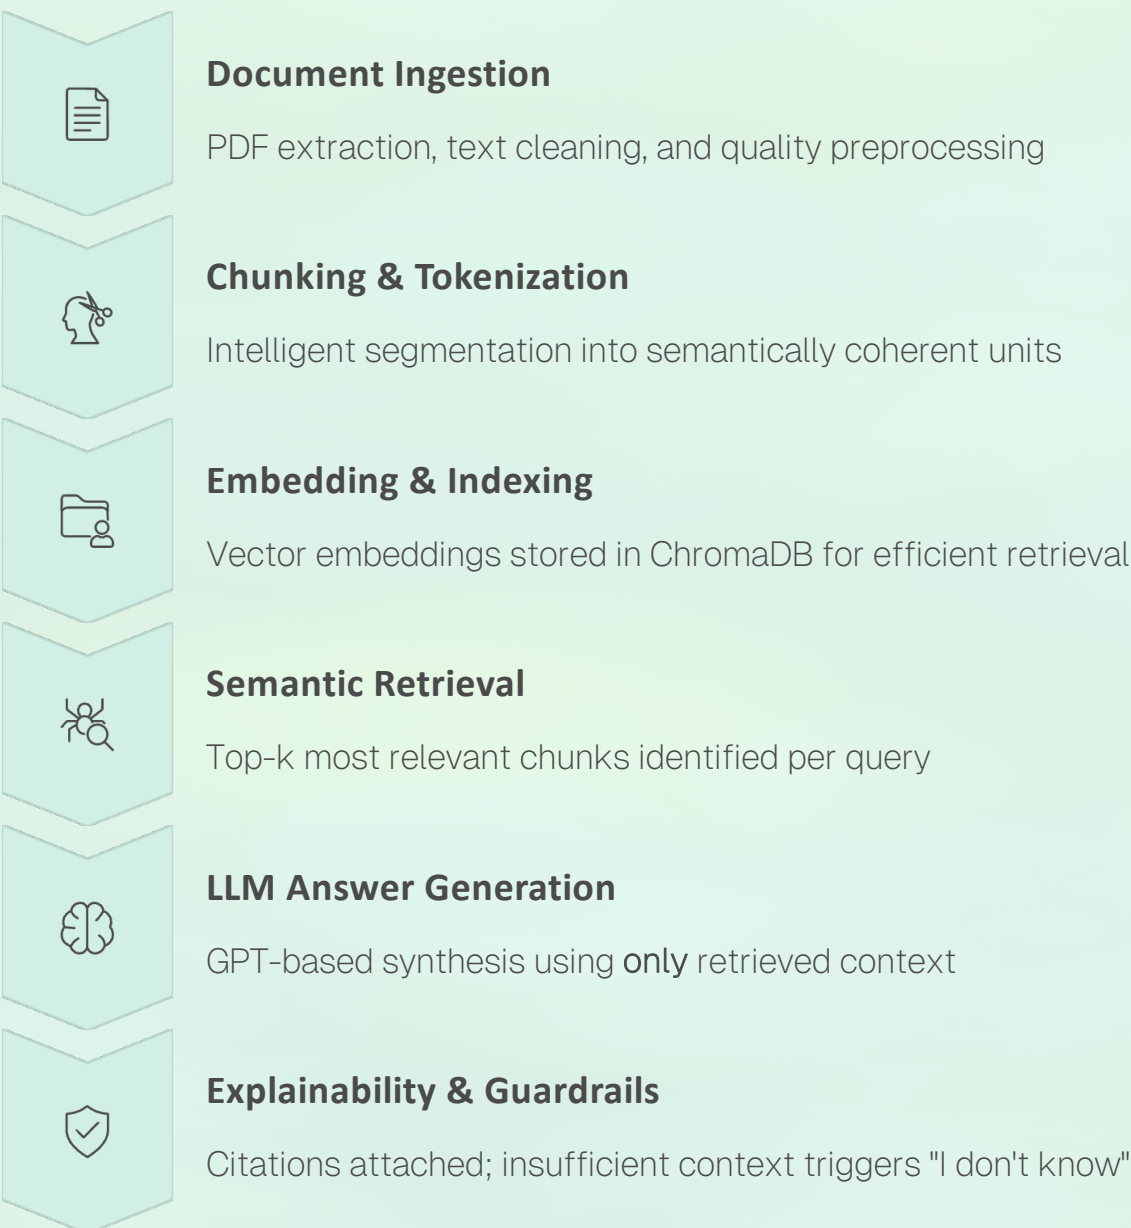 Document Ingestion
PDF extraction, text cleaning, and quality preprocessing
Chunking & Tokenization
Intelligent segmentation into semantically coherent units
Embedding & Indexing
Vector embeddings stored in ChromaDB for efficient retrieval
Semantic Retrieval
Top-k most relevant chunks identified per query
LLM Answer Generation
GPT-based synthesis using only retrieved context
Explainability & Guardrails
Citations attached; insufficient context triggers "I don't know"